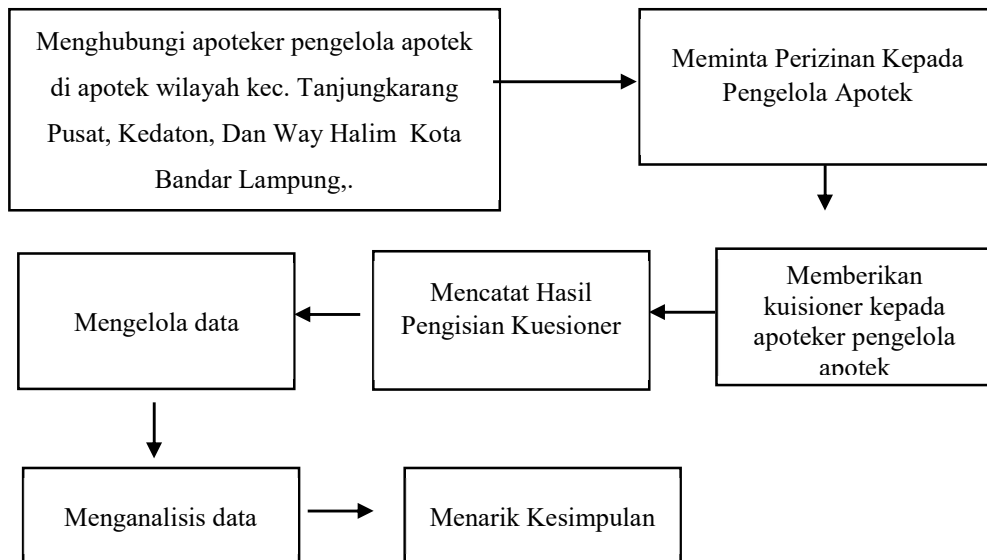 Menghubungi apoteker pengelola apotek
di apotek wilayah kec. Tanjungkarang
Pusat, Kedaton, Dan Way Halim Kota
Bandar Lampung,.
Meminta Perizinan Kepada
Pengelola Apotek
Memberikan
kuisioner kepada
apoteker pengelola
apotek
Mencatat Hasil
Pengisian Kuesioner
Mengelola data
Menganalisis data
Menarik Kesimpulan